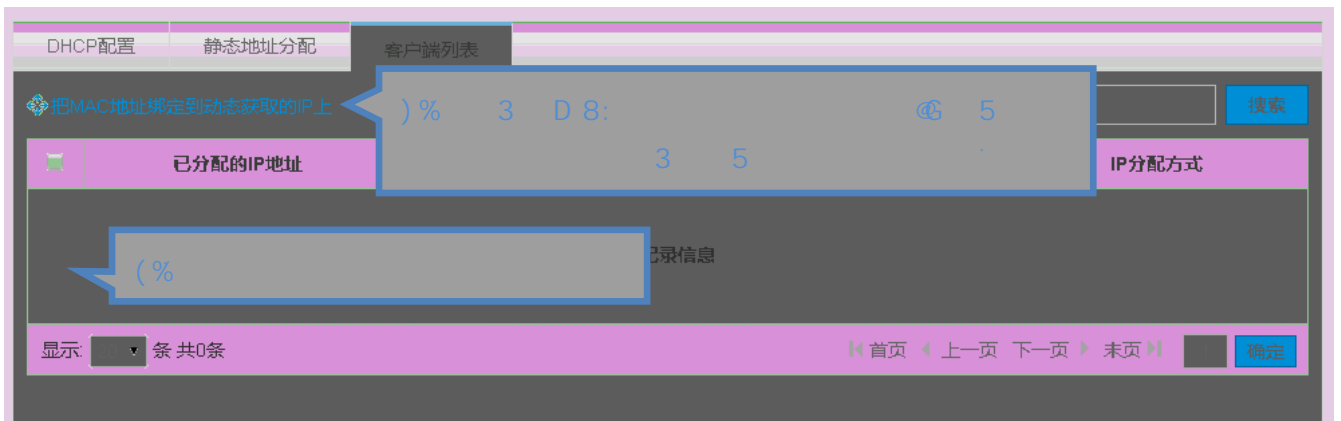 DHCP配置 静态地址分配 客户端列表
把MAC地址绑定到动态获取的IP上 搜索
)% 3 D 8: @G 5
3 5
已分配的IP地址 IP分配方式
录信息
(%
显示: 条 共0条 首页 上一页 下一页 末页 确定